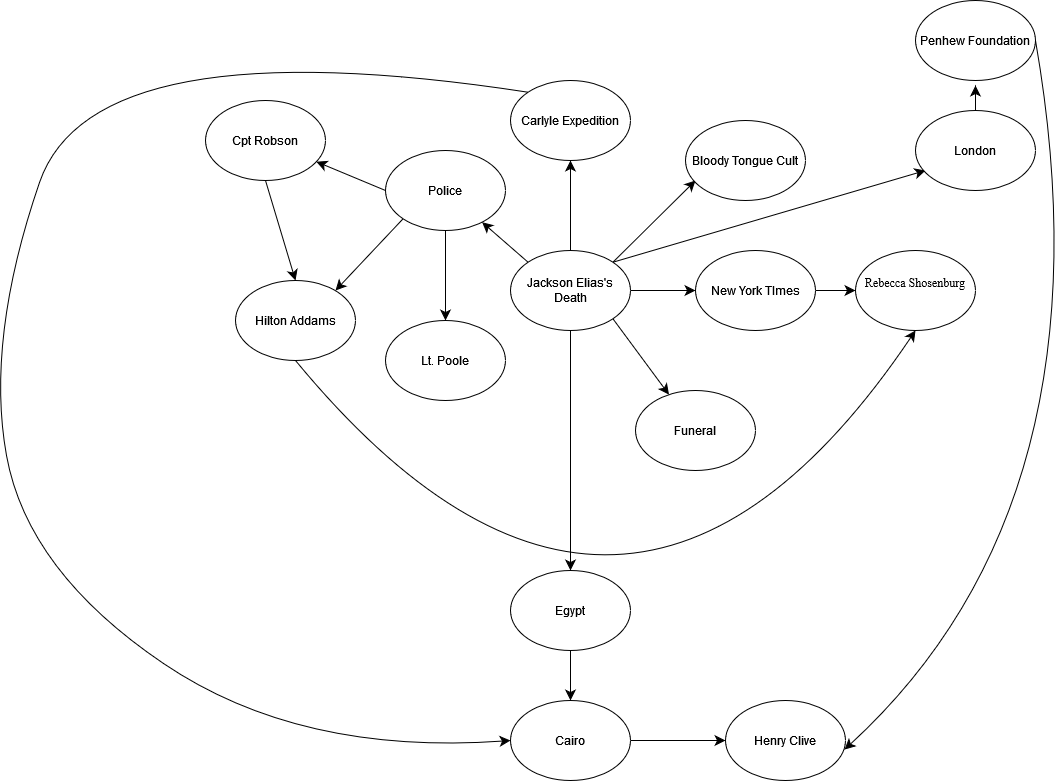 Penhew Foundation
Carlyle Expedition
Cpt Robson
Bloody Tongue Cult
London
Police
Jackson Elias's
Death
New York TImes
Rebecca Shosenburg
Hilton Addams
Lt. Poole
Funeral
Egypt
Cairo
Henry Clive